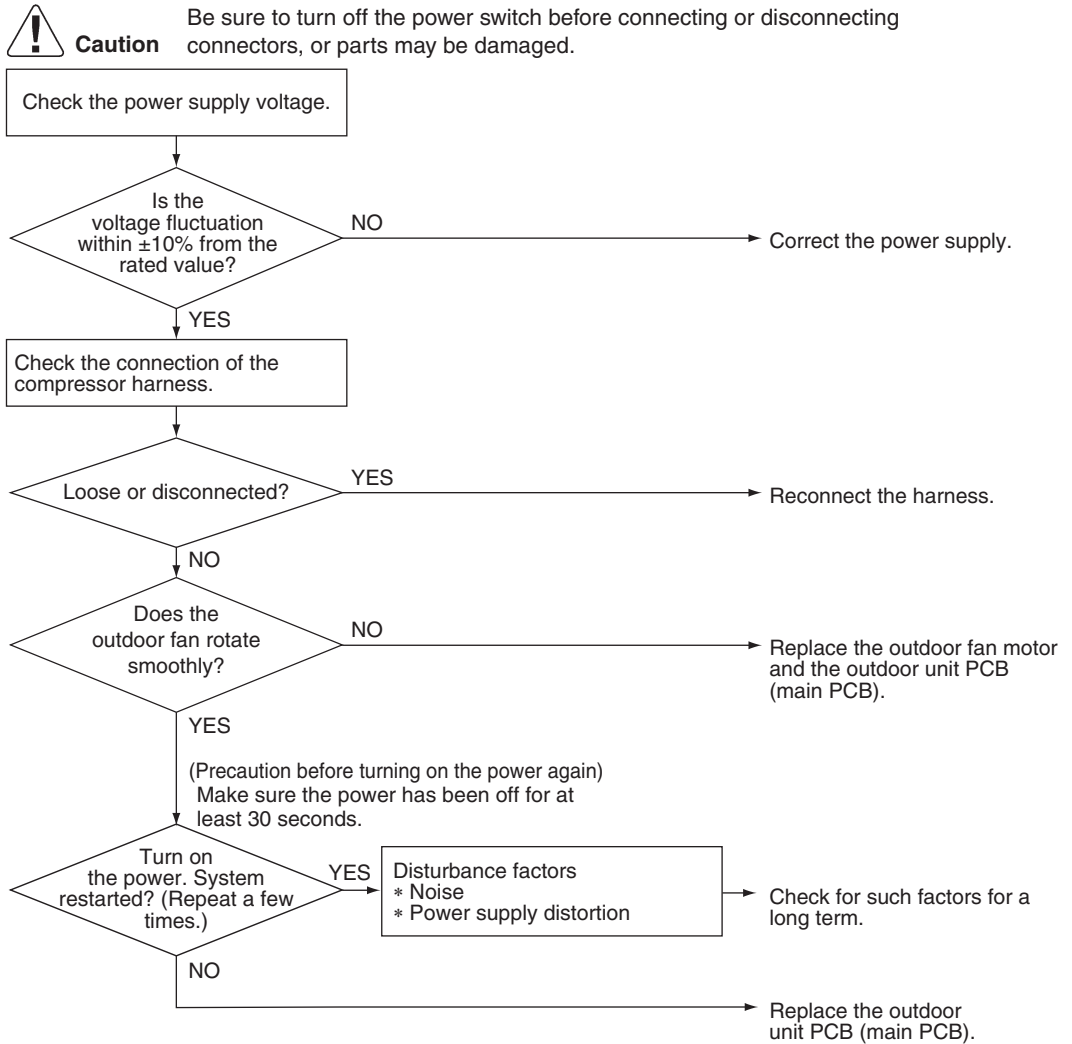 Be sure to turn off the power switch before connecting or disconnecting
Caution connectors, or parts may be damaged.
Check the power supply voltage.
Is the
voltage fluctuation
within ±10% from the
rated value?
NO
Correct the power supply.
YES
Check the connection of the
compressor harness.
Loose or disconnected?
YES
Reconnect the harness.
NO
Does the
outdoor fan rotate
smoothly?
NO
Replace the outdoor fan motor
and the outdoor unit PCB
(main PCB).
YES
(Precaution before turning on the power again)
Make sure the power has been off for at
least 30 seconds.
Turn on
the power. System
restarted? (Repeat a few
times.)
YES
Disturbance factors
∗ Noise
∗ Power supply distortion
Check for such factors for a
long term.
NO
Replace the outdoor
unit PCB (main PCB).